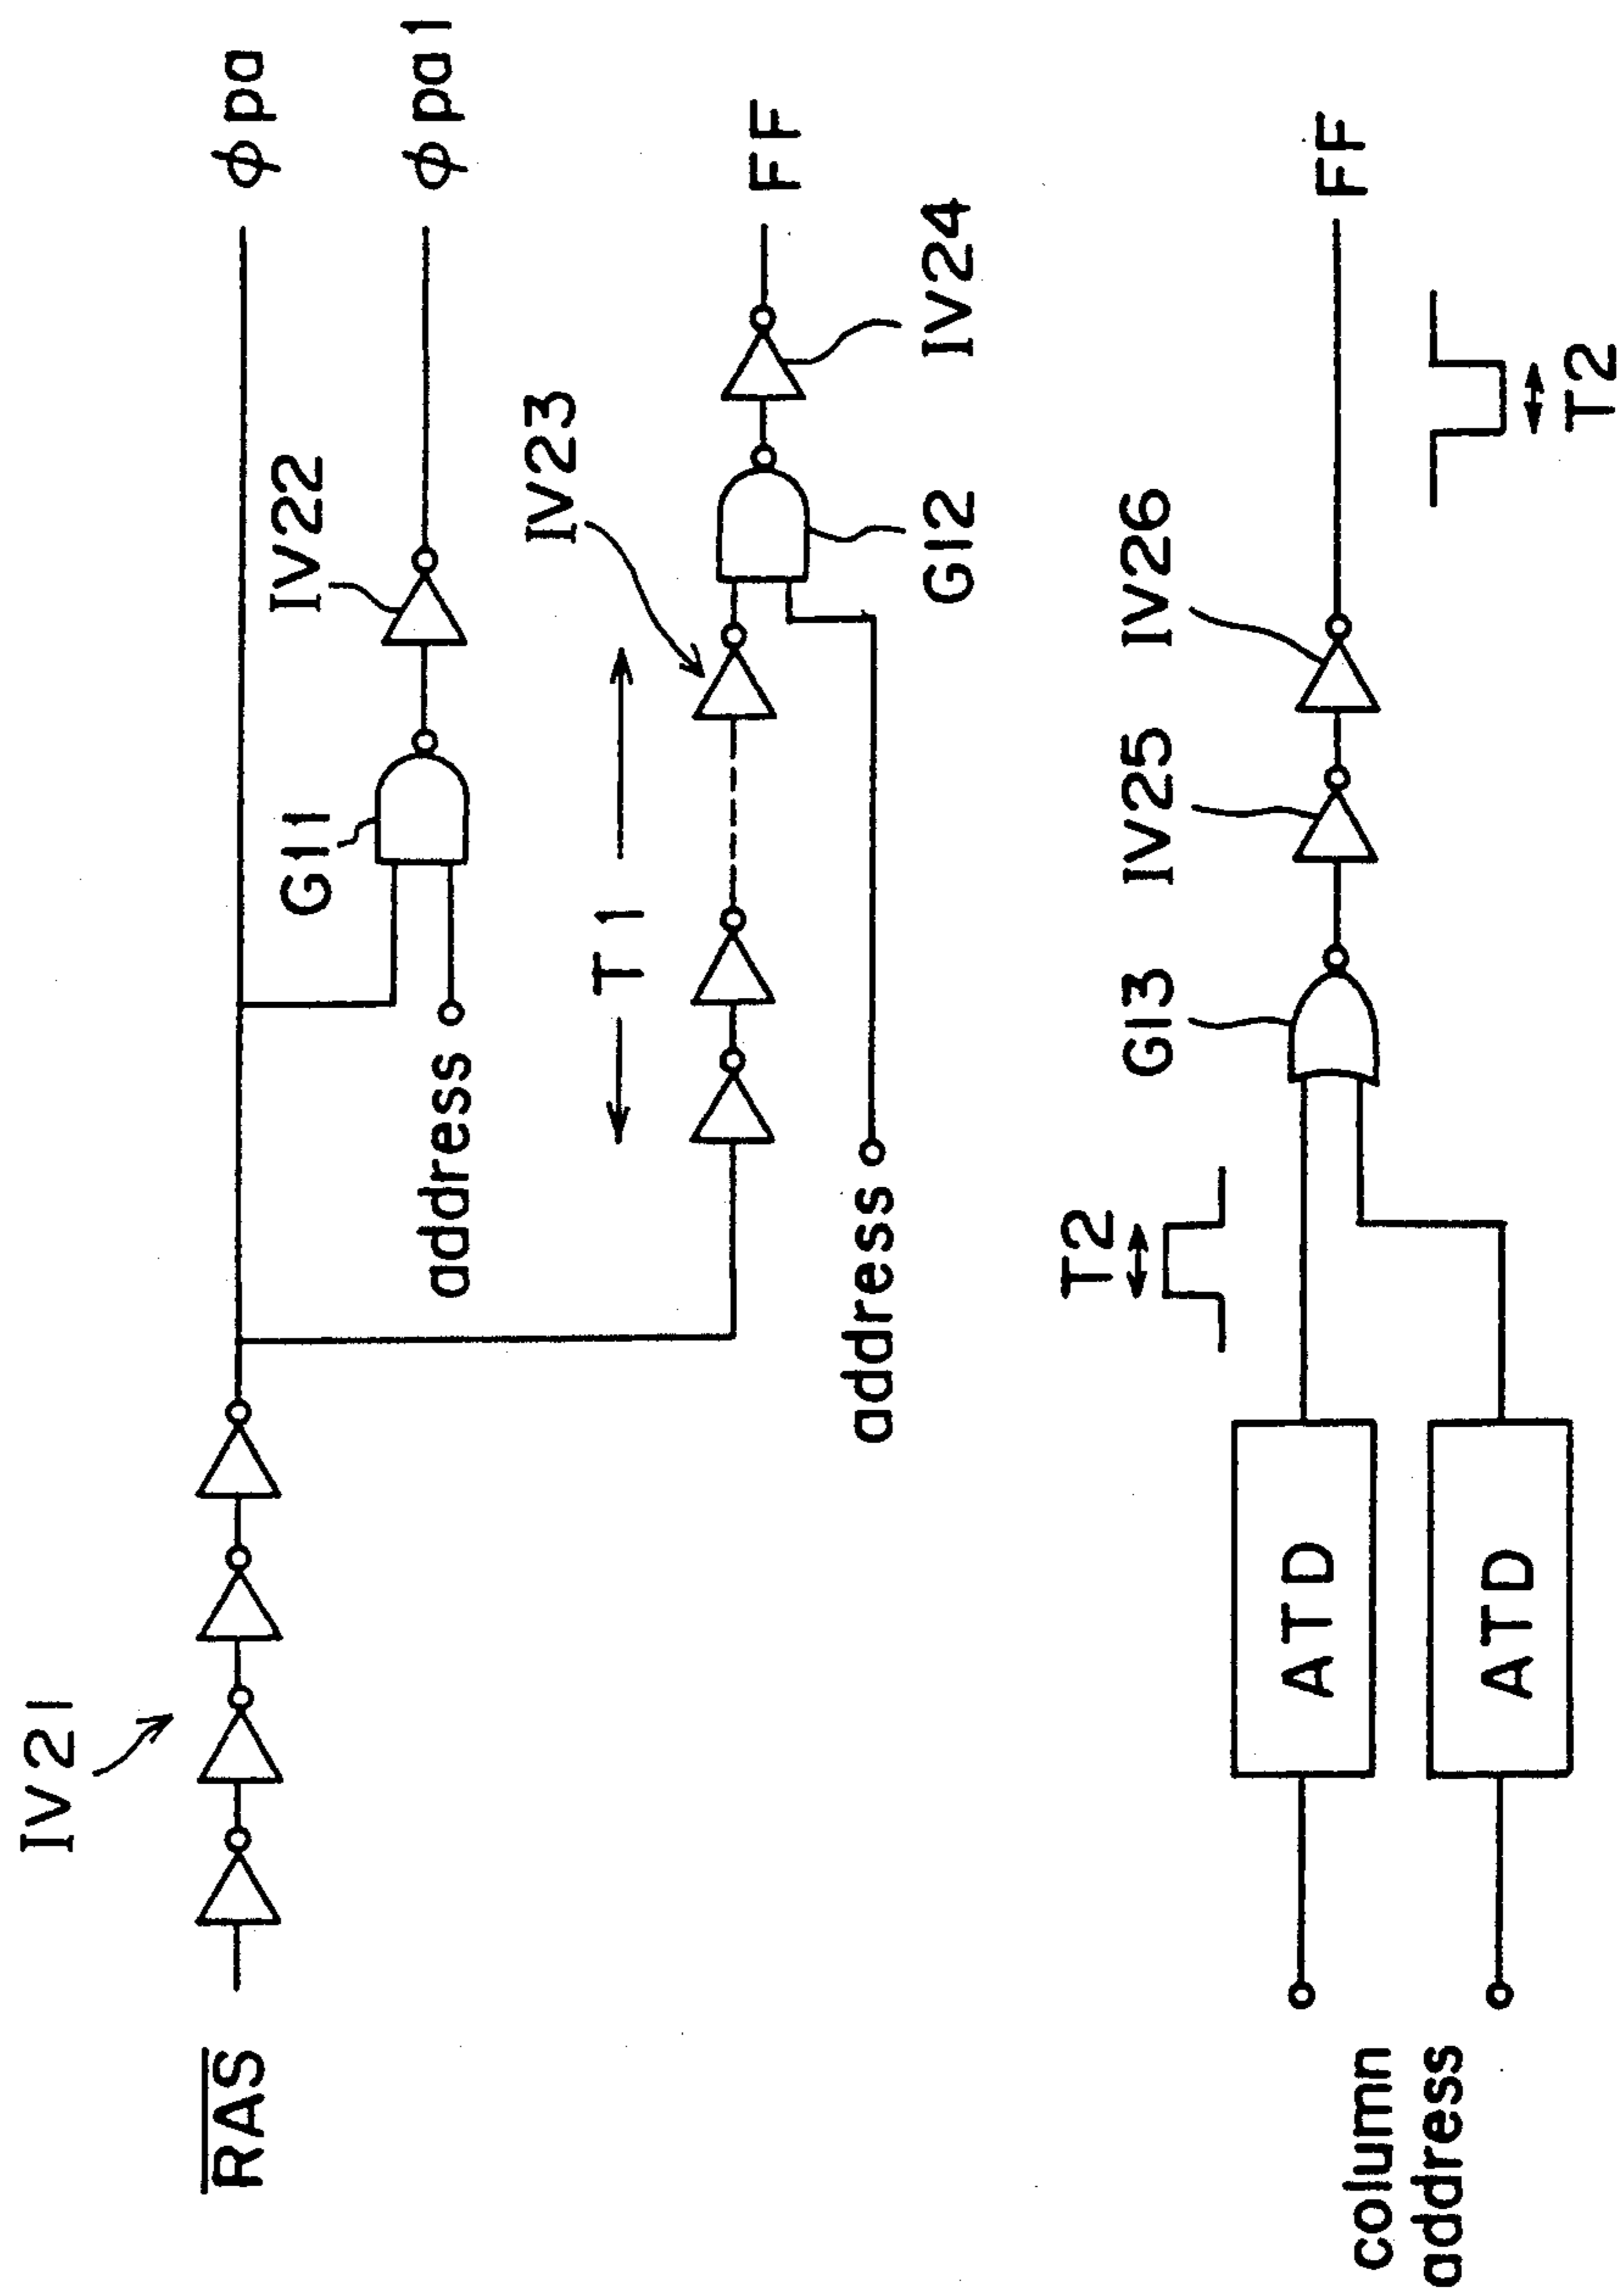 RAS
IV21
φpa
φpa1
G11
IV22
address
T1
IV23
FF
IV24
G12
address
column
address
ATD
ATD
T2
G13
IV25
IV26
FF
T2